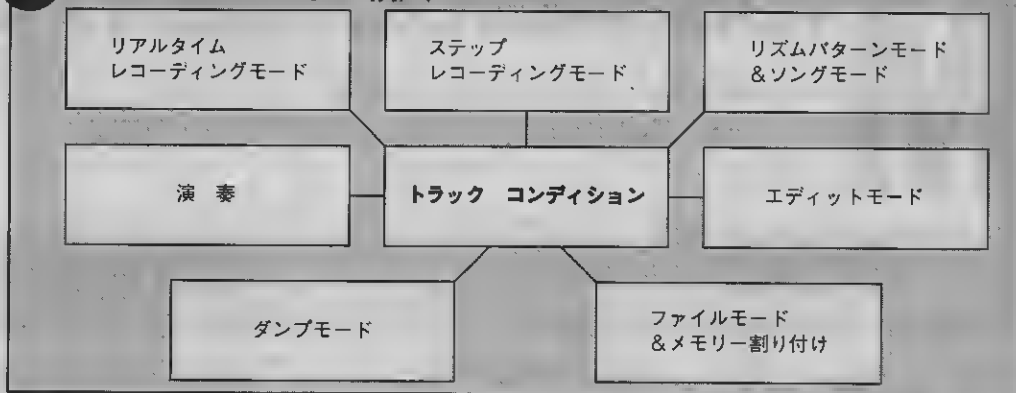 リアルタイム
レコーディングモード
ステップ
レコーディングモード
リズムパターンモード
&ソングモード
演 奏
トラック コンディション
エディットモード
ダンプモード
ファイルモード
&メモリー割り付け